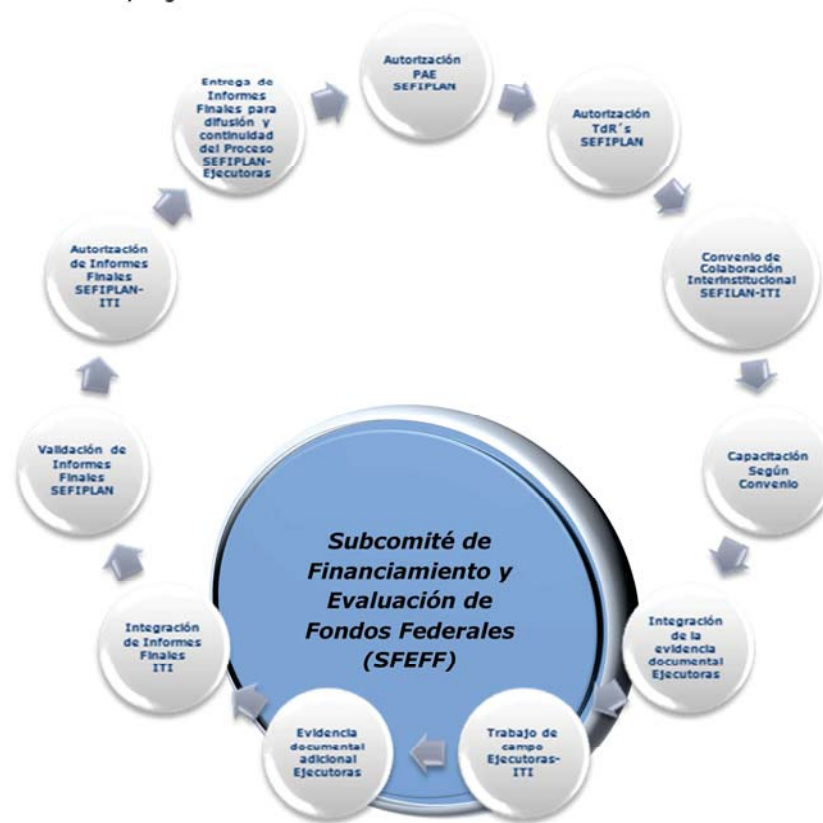 Autorización
PAE
SEFIPLAN
Autorización
TdR´s
SEFIPLAN
Convenio de
Colaboración
Interinstitucional
SEFILAN-ITI
Capacitación
Según
Convenio
Integración
de la
evidencia
documental
Ejecutoras
Trabajo de
campo
Ejecutoras-
ITI
Evidencia
documental
adicional
Ejecutoras
Integración
de Informes
Finales
ITI
Validación de
Informes
Finales
SEFIPLAN
Autorización
de Informes
Finales
SEFIPLAN-
ITI
Entrega de
Informes
Finales para
difusión y
continuidad
del Proceso
SEFIPLAN-
Ejecutoras
Subcomité de
Financiamiento y
Evaluación de
Fondos Federales
(SFEFF)